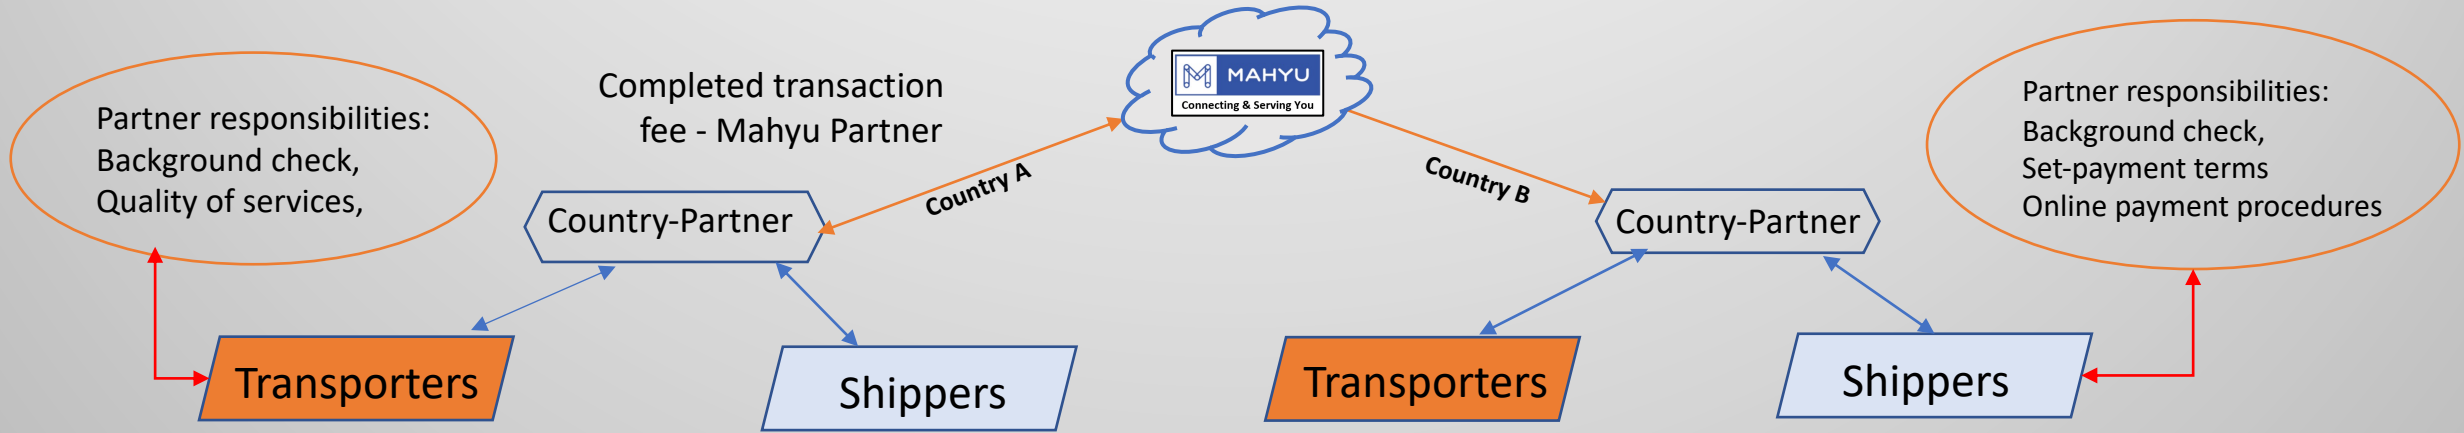 Partner responsibilities:
Background check,
Quality of services,
Completed transaction
fee - Mahyu Partner
MAHYU
Connecting & Serving You
Country A
Country B
Partner responsibilities:
Background check,
Set-payment terms
Online payment procedures
Country-Partner
Country-Partner
Transporters
Shippers
Transporters
Shippers